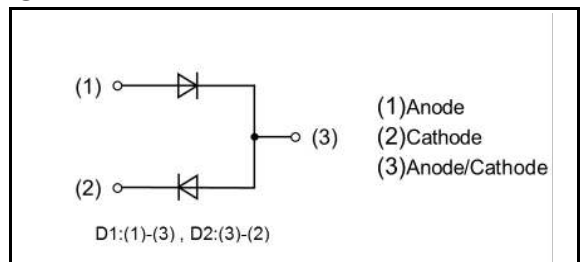 (1)
(3)
(2)
(1)Anode
(2)Cathode
(3)Anode/Cathode
D1:(1)-(3) , D2:(3)-(2)